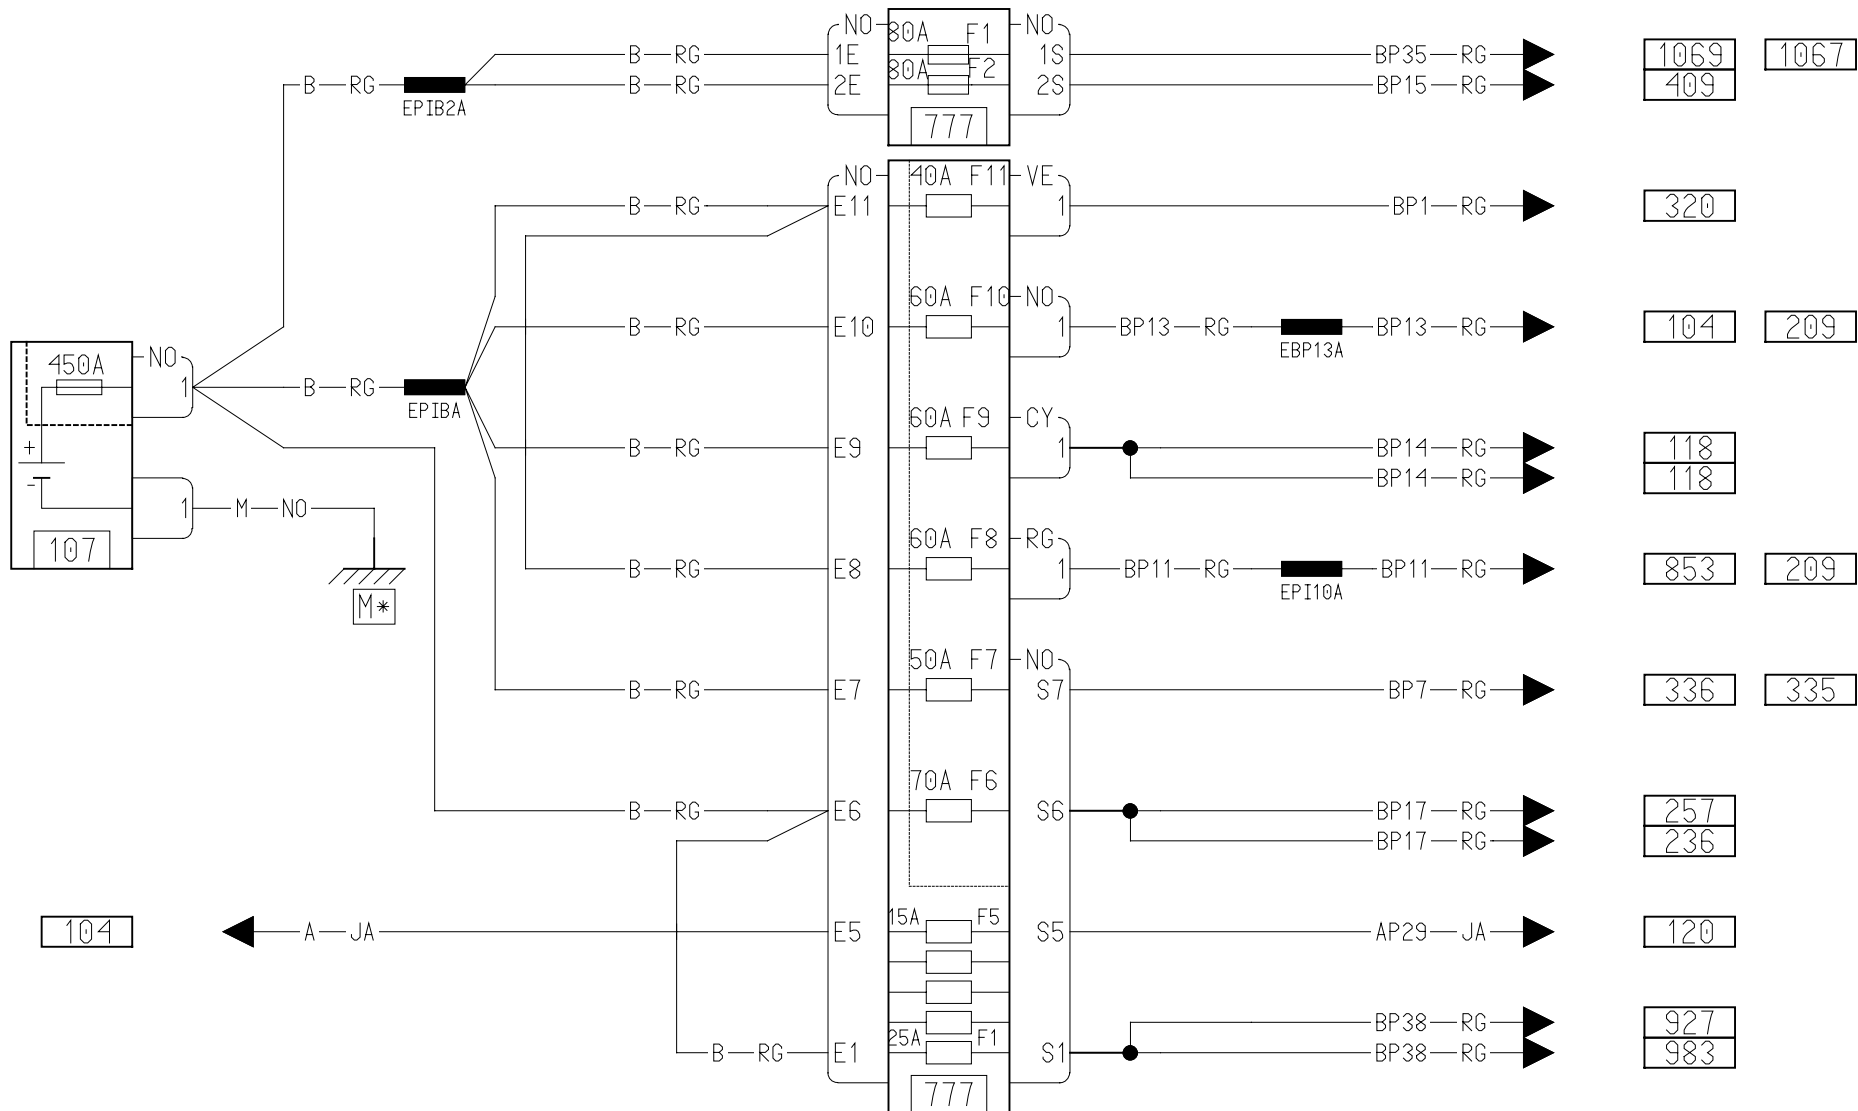 NO 80A F1 NO
B RG 1E 1S BP35 RG 1069 1067
80A F2
B RG EPIB2A B RG 2E 2S BP15 RG 409
777
NO 40A F11 VE
B RG E11 1 BP1 RG 320
60A F10 NO
B RG E10 1 BP13 RG EBP13A BP13 RG 104 209
450A NO
1 B RG EPIBA
60A F9 CY
+ B RG E9 1 BP14 RG 118
BP14 RG 118
-
1 M NO
107
60A F8 RG
B RG E8 1 BP11 RG EPI10A BP11 RG 853 209
M*
50A F7 NO
B RG E7 S7 BP7 RG 336 335
70A F6
B RG E6 S6 BP17 RG 257
BP17 RG 236
15A F5
104 A JA E5 S5 AP29 JA 120
BP38 RG 927
25A F1
B RG E1 S1 BP38 RG 983
777